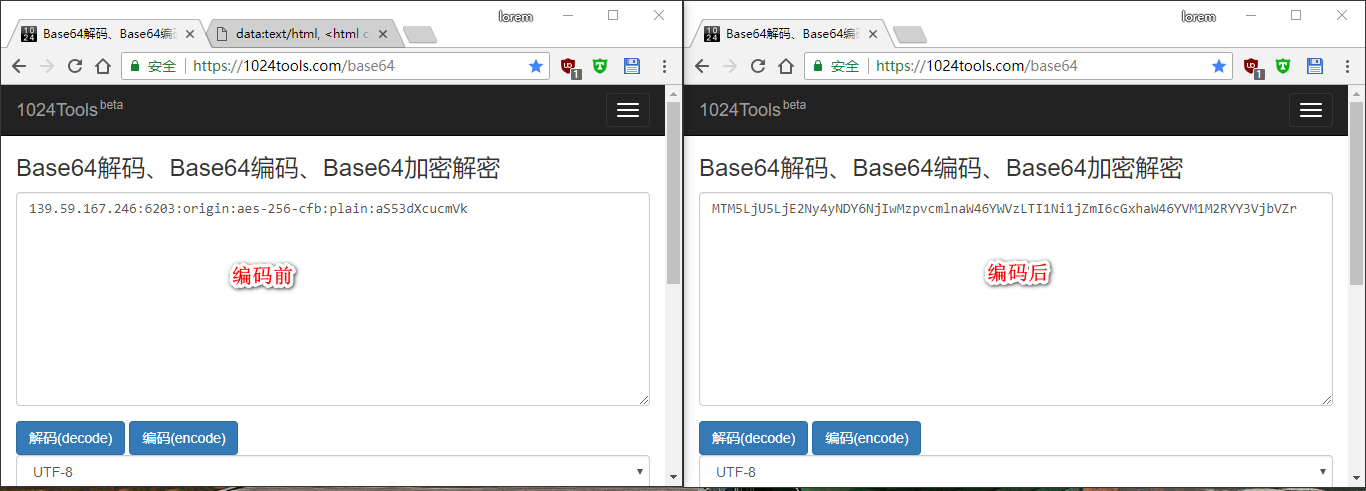 lorem
Base64解码、Base64编码
data:text/html, <html c
安全 https://1024tools.com/base64
1
1024Tools beta
Base64解码、Base64编码、Base64加密解密
139.59.167.246:6203:origin:aes-256-cfb:plain:aS53dXcucmVk
编码前
解码(decode)
编码(encode)
UTF-8
lorem
Base64解码、Base64编码
安全 https://1024tools.com/base64
1
1024Tools beta
Base64解码、Base64编码、Base64加密解密
MTM5LjU5LjE2Ny4yNDY6NjIwMzpvcmlnaW46YWVzLTI1Ni1jZmI6cGxhaW46YVM1M2RYY3VjbVZr
编码后
解码(decode)
编码(encode)
UTF-8